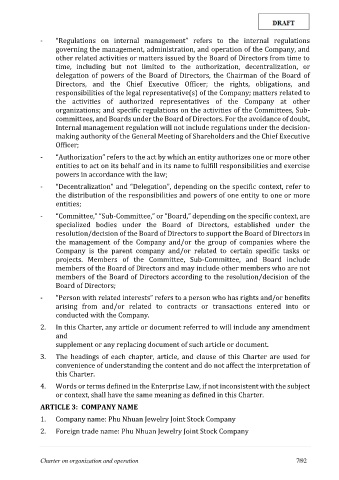 DRAFT
- "Regulations on internal management" refers to the internal regulations
governing the management, administration, and operation of the Company, and
other related activities or matters issued by the Board of Directors from time to
time, including but not limited to the authorization, decentralization, or
delegation of powers of the Board of Directors, the Chairman of the Board of
Directors, and the Chief Executive Officer; the rights, obligations, and
responsibilities of the legal representative(s) of the Company; matters related to
the activities of authorized representatives of the Company at other
organizations; and specific regulations on the activities of the Committees, Sub-
committees, and Boards under the Board of Directors. For the avoidance of doubt,
Internal management regulation will not include regulations under the decision-
making authority of the General Meeting of Shareholders and the Chief Executive
Officer;
- "Authorization" refers to the act by which an entity authorizes one or more other
entities to act on its behalf and in its name to fulfill responsibilities and exercise
powers in accordance with the law;
- "Decentralization" and "Delegation", depending on the specific context, refer to
the distribution of the responsibilities and powers of one entity to one or more
entities;
- "Committee," "Sub-Committee," or "Board," depending on the specific context, are
specialized bodies under the Board of Directors, established under the
resolution/decision of the Board of Directors to support the Board of Directors in
the management of the Company and/or the group of companies where the
Company is the parent company and/or related to certain specific tasks or
projects. Members of the Committee, Sub-Committee, and Board include
members of the Board of Directors and may include other members who are not
members of the Board of Directors according to the resolution/decision of the
Board of Directors;
- "Person with related interests" refers to a person who has rights and/or benefits
arising from and/or related to contracts or transactions entered into or
conducted with the Company.
2. In this Charter, any article or document referred to will include any amendment
and
supplement or any replacing document of such article or document.
3. The headings of each chapter, article, and clause of this Charter are used for
convenience of understanding the content and do not affect the interpretation of
this Charter.
4. Words or terms defined in the Enterprise Law, if not inconsistent with the subject
or context, shall have the same meaning as defined in this Charter.
ARTICLE 3: COMPANY NAME
1. Company name: Phu Nhuan Jewelry Joint Stock Company
2. Foreign trade name: Phu Nhuan Jewelry Joint Stock Company
Charter on organization and operation 7/92